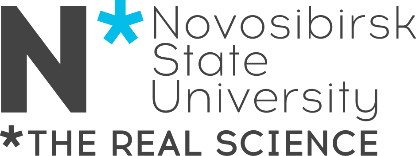 N*
Novosibirsk
State
University
*THE REAL SCIENCE